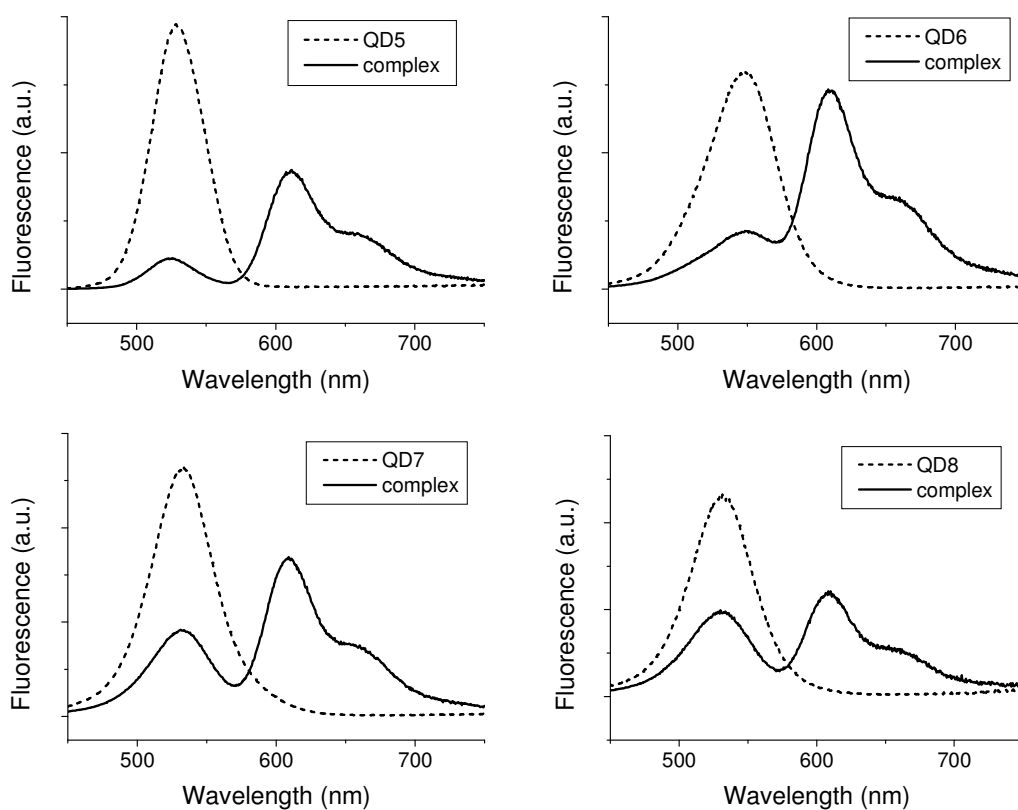 QD5
complex
Fluorescence (a.u.)
500 600 700
Wavelength (nm)
QD6
complex
Fluorescence (a.u.)
500 600 700
Wavelength (nm)
QD7
complex
Fluorescence (a.u.)
500 600 700
Wavelength (nm)
QD8
complex
Fluorescence (a.u.)
500 600 700
Wavelength (nm)